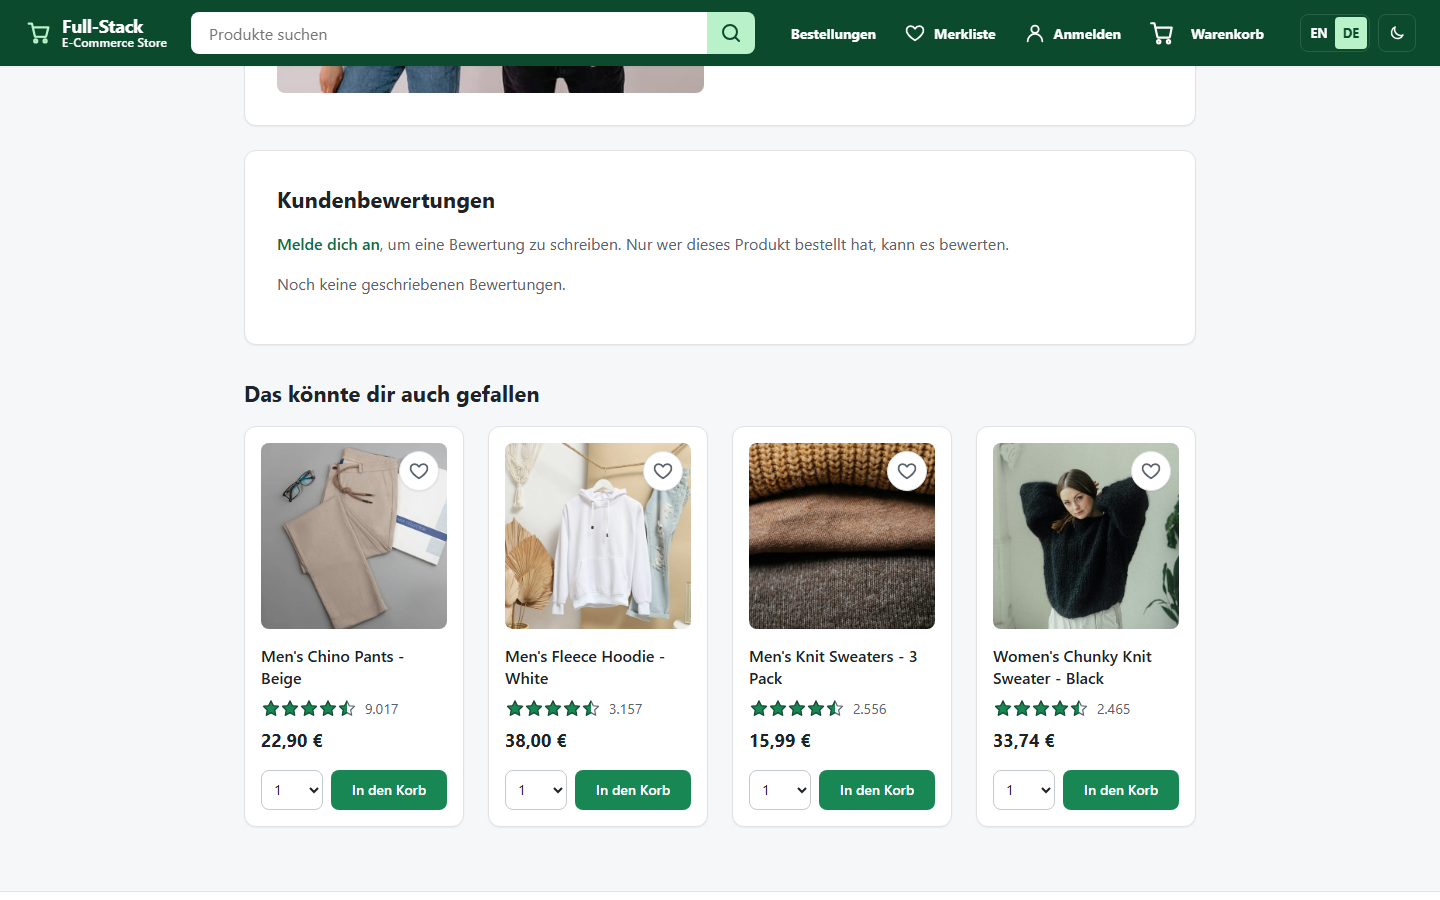 Full-Stack
E-Commerce Store
Produkte suchen
Bestellungen
Merkliste
Anmelden
Warenkorb
EN
DE
Kundenbewertungen
Melde dich an, um eine Bewertung zu schreiben. Nur wer dieses Produkt bestellt hat, kann es bewerten.
Noch keine geschriebenen Bewertungen.
Das könnte dir auch gefallen
Men's Chino Pants -
Beige
9.017
22,90 €
1
In den Korb
Men's Fleece Hoodie -
White
3.157
38,00 €
1
In den Korb
Men's Knit Sweaters - 3
Pack
2.556
15,99 €
1
In den Korb
Women's Chunky Knit
Sweater - Black
2.465
33,74 €
1
In den Korb